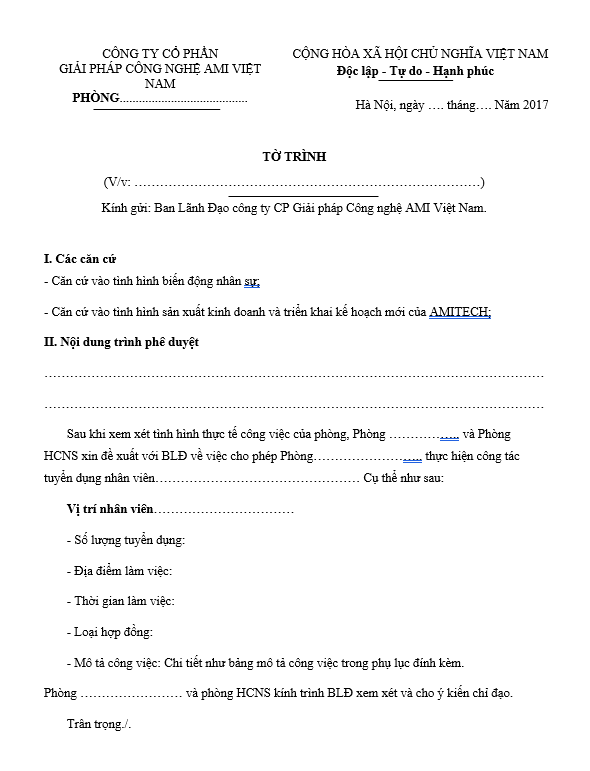 CÔNG TY CỔ PHẦN
GIẢI PHÁP CÔNG NGHỆ AMI VIỆT
NAM
PHÒNG........................................
CỘNG HÒA XÃ HỘI CHỦ NGHĨA VIỆT NAM
Độc lập - Tự do - Hạnh phúc
Hà Nội, ngày …. tháng…. Năm 2017
TỜ TRÌNH
(V/v: ………………………………………………………………………)
Kính gửi: Ban Lãnh Đạo công ty CP Giải pháp Công nghệ AMI Việt Nam.
I. Các căn cứ
- Căn cứ vào tình hình biến động nhân sự;
- Căn cứ vào tình hình sản xuất kinh doanh và triển khai kế hoạch mới của AMITECH;
II. Nội dung trình phê duyệt
………………………………………………………………………………………………………
………………………………………………………………………………………………………
Sau khi xem xét tình hình thực tế công việc của phòng, Phòng ……………. và Phòng
HCNS xin đề xuất với BLĐ về việc cho phép Phòng……………………. thực hiện công tác
tuyển dụng nhân viên………………………………………… Cụ thể như sau:
Vị trí nhân viên……………………………
- Số lượng tuyển dụng:
- Địa điểm làm việc:
- Thời gian làm việc:
- Loại hợp đồng:
- Mô tả công việc: Chi tiết như bảng mô tả công việc trong phụ lục đính kèm.
Phòng …………………… và phòng HCNS kính trình BLĐ xem xét và cho ý kiến chỉ đạo.
Trân trọng./.